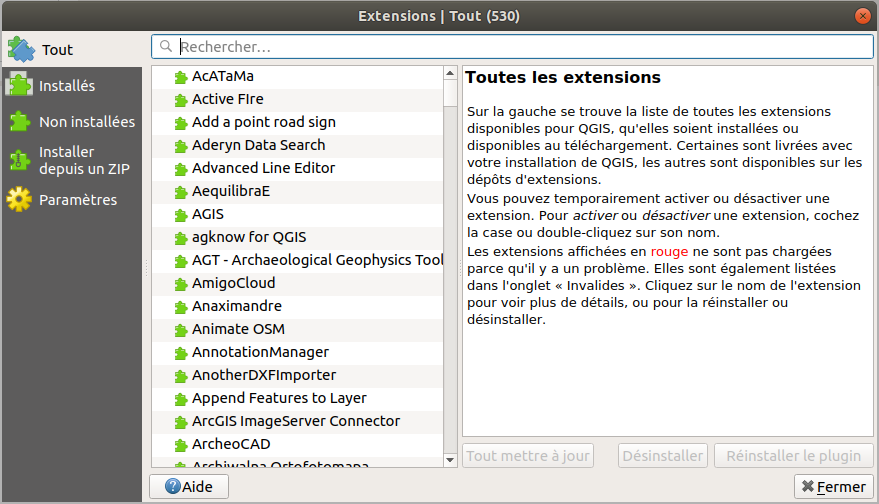 Extensions | Tout (530)
Tout
Installés
Non installées
Installer
depuis un ZIP
Paramètres
Rechercher…
AcATaMa
Active FIre
Add a point road sign
Aderyn Data Search
Advanced Line Editor
AequilibraE
AGIS
agknow for QGIS
AGT - Archaeological Geophysics Tool
AmigoCloud
Anaximandre
Animate OSM
AnnotationManager
AnotherDXFImporter
Append Features to Layer
ArcGIS ImageServer Connector
ArcheoCAD
Archiwalna Ortofotomapa
Toutes les extensions
Sur la gauche se trouve la liste de toutes les extensions
disponibles pour QGIS, qu'elles soient installées ou
disponibles au téléchargement. Certaines sont livrées avec
votre installation de QGIS, les autres sont disponibles sur les
dépôts d'extensions.
Vous pouvez temporairement activer ou désactiver une
extension. Pour activer ou désactiver une extension, cochez
la case ou double-cliquez sur son nom.
Les extensions affichées en rouge ne sont pas chargées
parce qu'il y a un problème. Elles sont également listées
dans l'onglet « Invalides ». Cliquez sur le nom de l'extension
pour voir plus de détails, ou pour la réinstaller ou
désinstaller.
Tout mettre à jour
Désinstaller
Réinstaller le plugin
Aide
Fermer